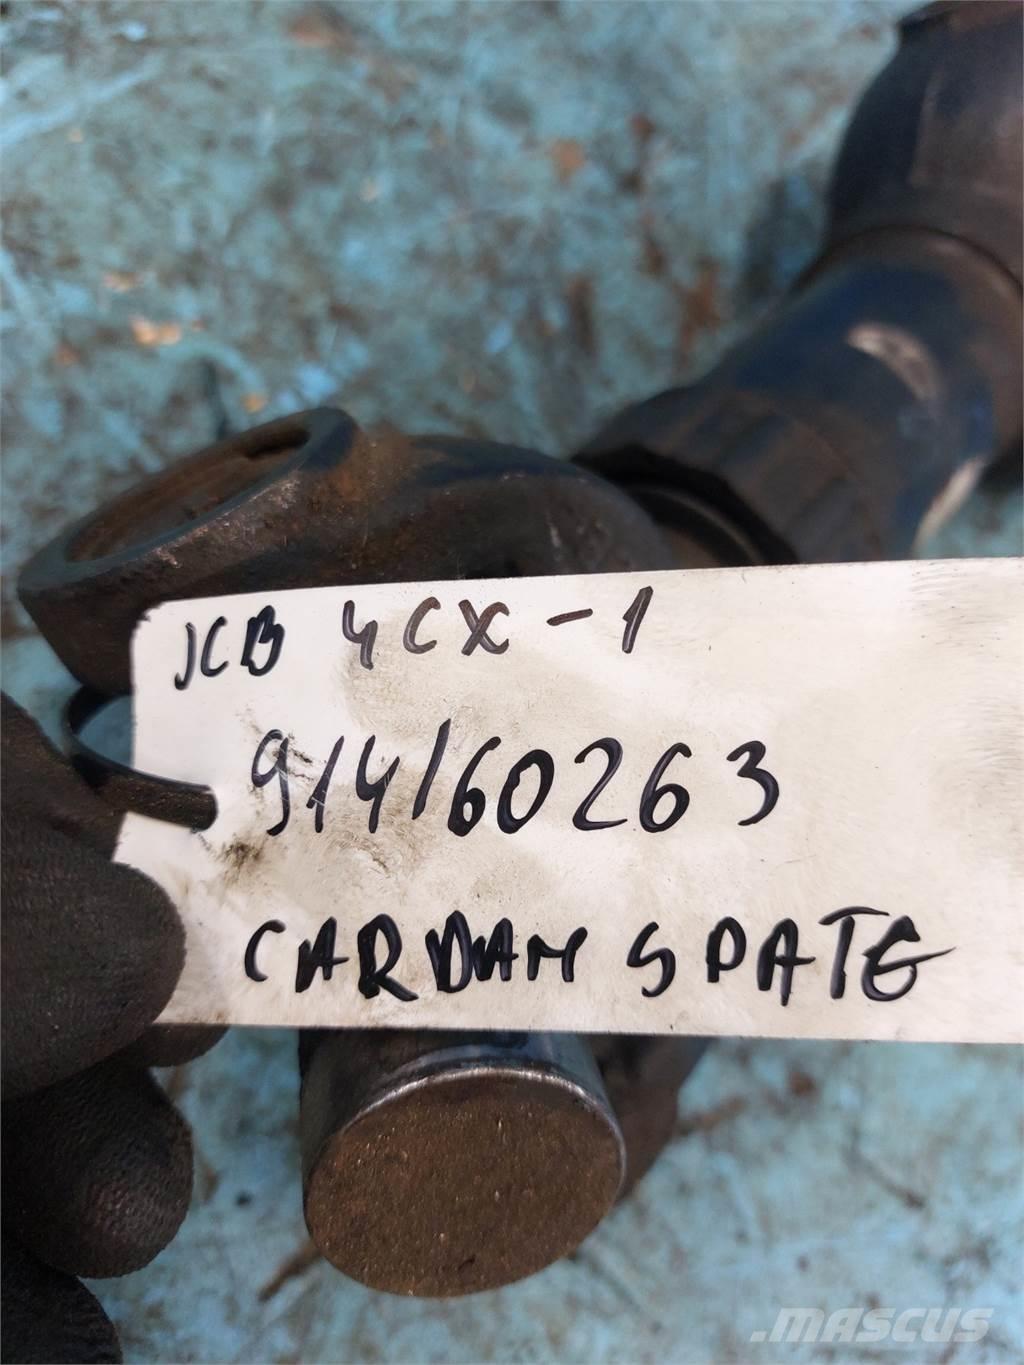 JCB 4CX-1
914/60263
CARDAN SPATE
.MASCUS